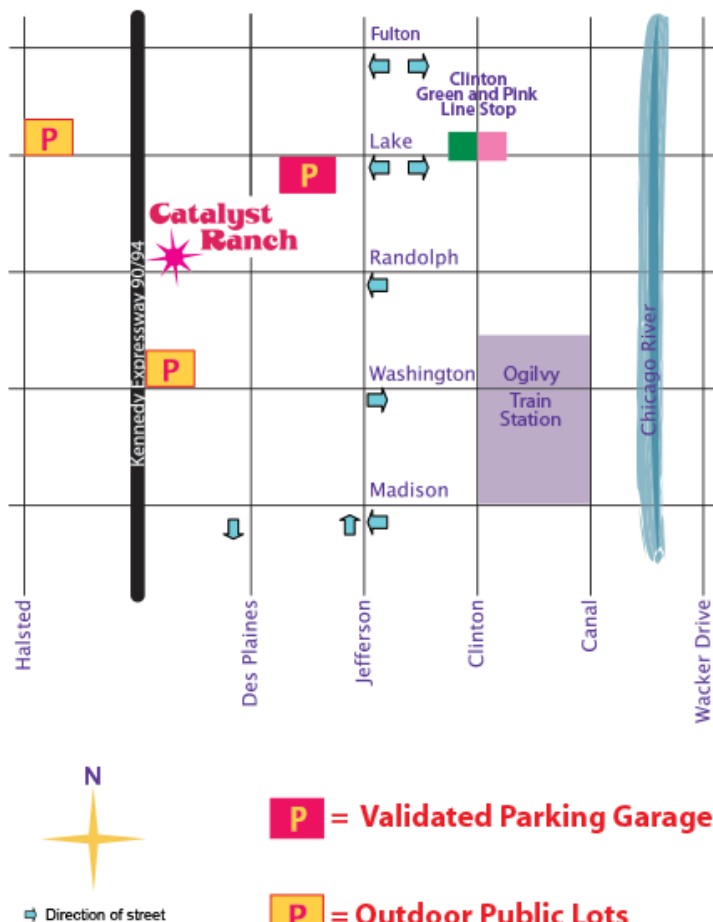 Fulton
Clinton
Green and Pink
Line Stop
P
Lake
P
Catalyst
Ranch
Randolph
Kennedy Expressway 90/94
Chicago River
P
Washington
Ogilvy
Train
Station
Madison
Halsted
Des Plaines
Jefferson
Clinton
Canal
Wacker Drive
N
P = Validated Parking Garage
Direction of street
P = Outdoor Public Lots